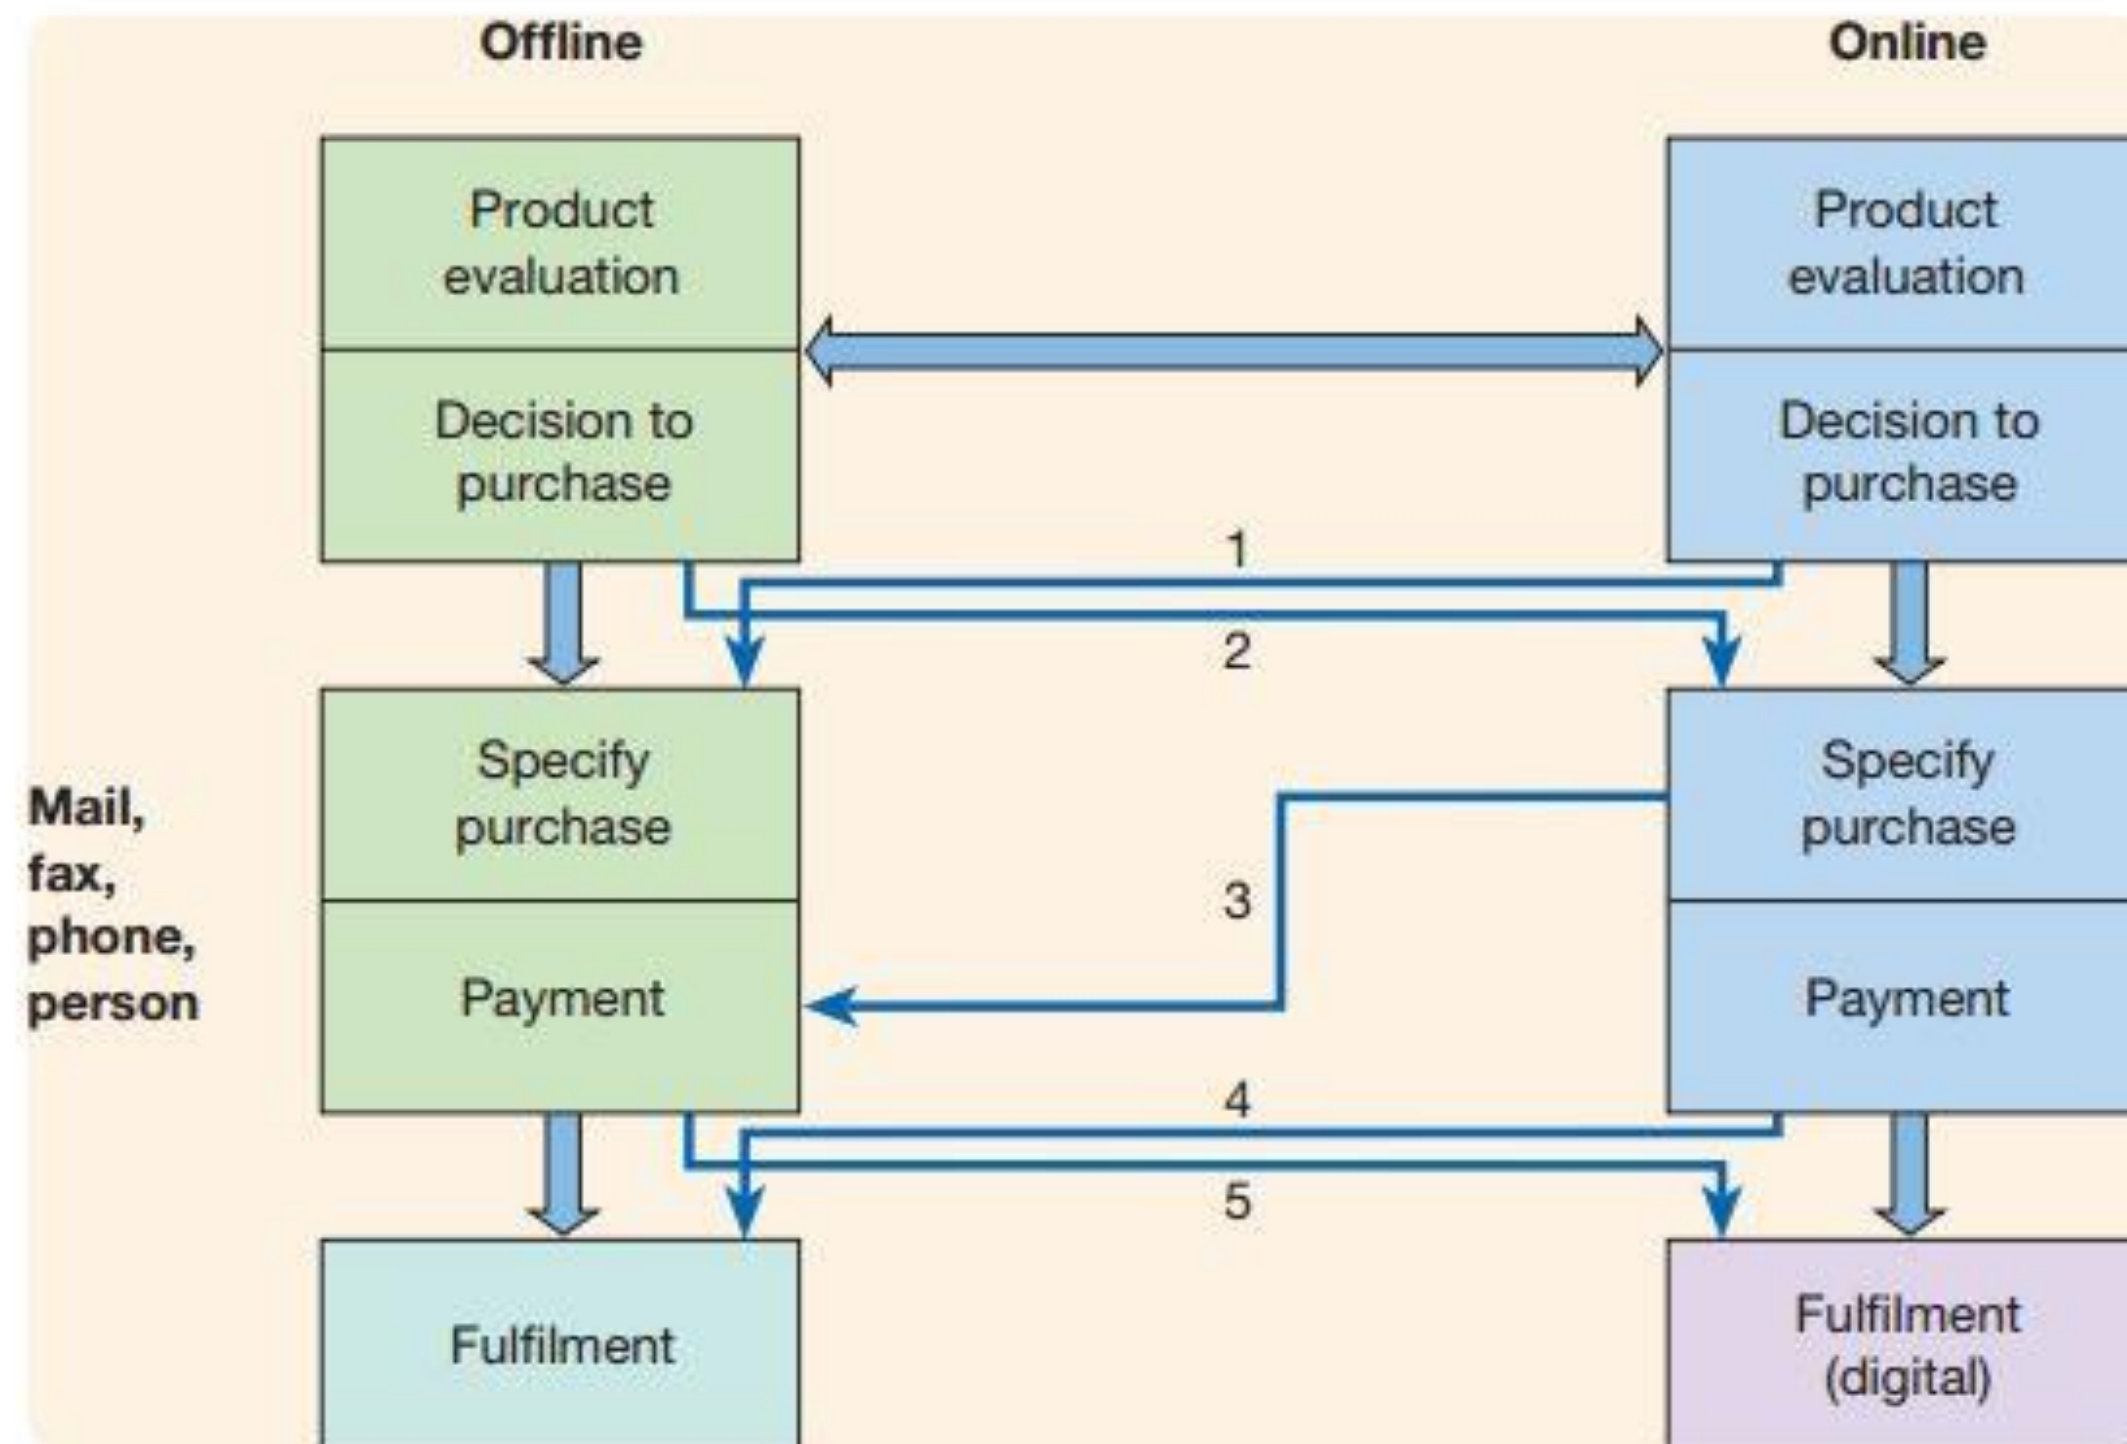 Offline
Online
Product
evaluation
Product
evaluation
Decision to
purchase
Decision to
purchase
1
2
Mail,
fax,
phone,
person
Specify
purchase
Specify
purchase
3
Payment
Payment
4
5
Fulfilment
Fulfilment
(digital)